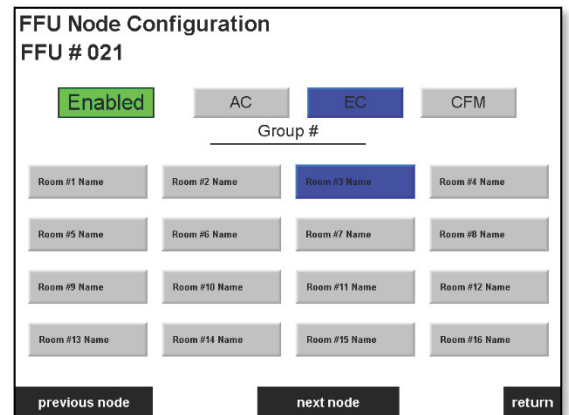 FFU Node Configuration
FFU # 021
Enabled AC EC CFM
Group #
Room #1 Name Room #2 Name Room #3 Name Room #4 Name
Room #5 Name Room #6 Name Room #7 Name Room #8 Name
Room #9 Name Room #10 Name Room #11 Name Room #12 Name
Room #13 Name Room #14 Name Room #15 Name Room #16 Name
previous node next node return